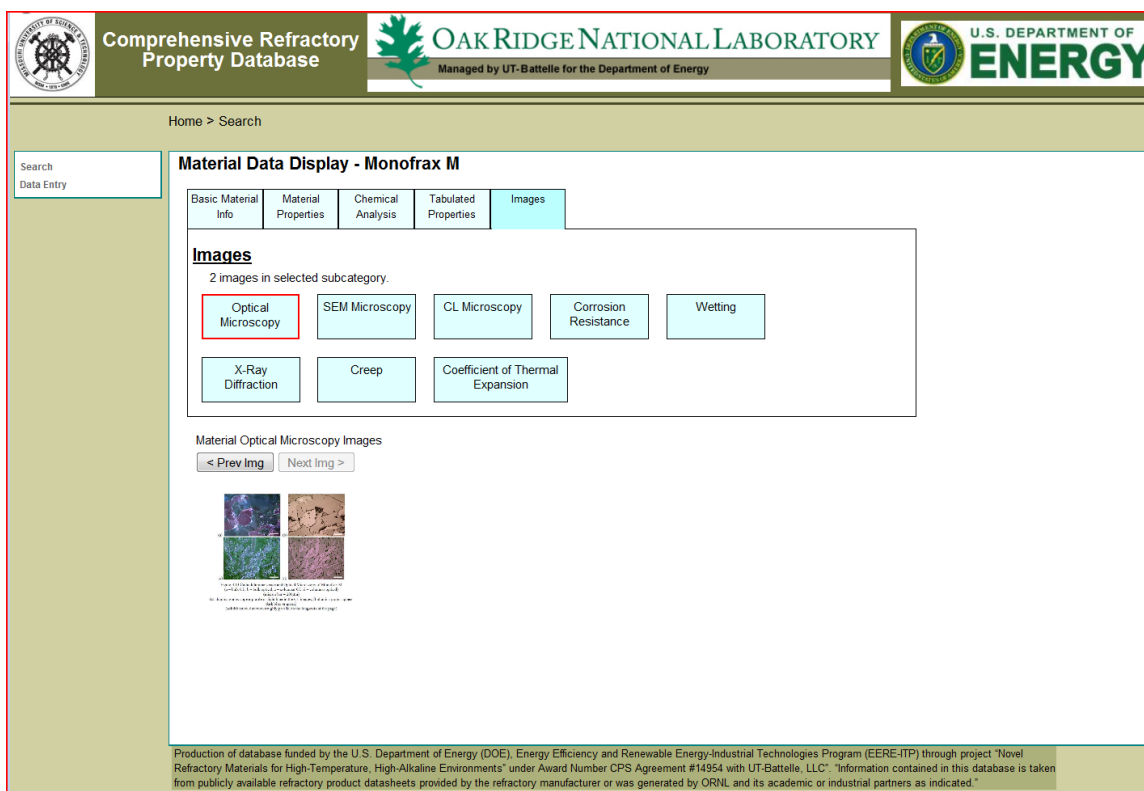 Comprehensive Refractory
Property Database
OAK RIDGE NATIONAL LABORATORY
Managed by UT-Battelle for the Department of Energy
U.S. DEPARTMENT OF
ENERGY
Home > Search
Search
Data Entry
Material Data Display - Monofrax M
Basic Material Info
Material Properties
Chemical Analysis
Tabulated Properties
Images
Images
2 images in selected subcategory.
Optical Microscopy
SEM Microscopy
CL Microscopy
Corrosion Resistance
Wetting
X-Ray Diffraction
Creep
Coefficient of Thermal Expansion
Material Optical Microscopy Images
< Prev Img
Next Img >
Production of database funded by the U.S. Department of Energy (DOE), Energy Efficiency and Renewable Energy-Industrial Technologies Program (EERE-ITP) through project "Novel
Refractory Materials for High-Temperature, High-Alkaline Environments" under Award Number CPS Agreement #14954 with UT-Battelle, LLC". "Information contained in this database is taken
from publicly available refractory product datasheets provided by the refractory manufacturer or was generated by ORNL and its academic or industrial partners as indicated."